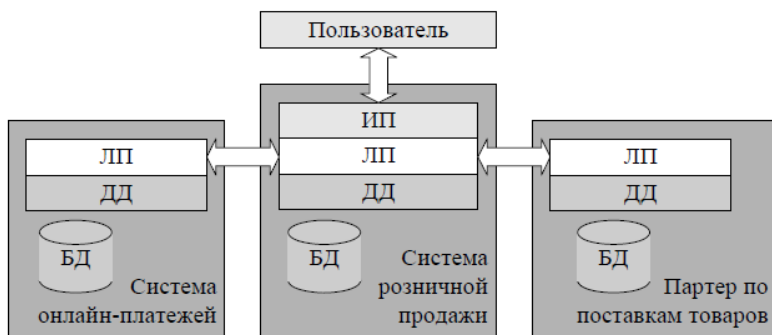 Пользователь
ИП
ЛП
ЛП
ЛП
ДД
ДД
ДД
БД
БД
БД
Система
онлайн-платежей
Система
розничной
продажи
Партер по
поставкам товаров